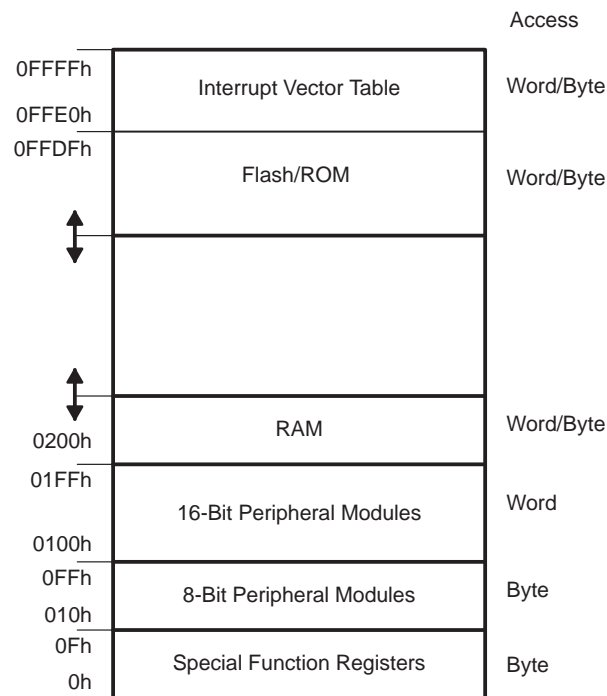 Access
0FFFFh
Interrupt Vector Table
Word/Byte
0FFE0h
0FFDFh
Flash/ROM
Word/Byte
RAM
Word/Byte
0200h
01FFh
16-Bit Peripheral Modules
Word
0100h
0FFh
8-Bit Peripheral Modules
Byte
010h
0Fh
Special Function Registers
Byte
0h